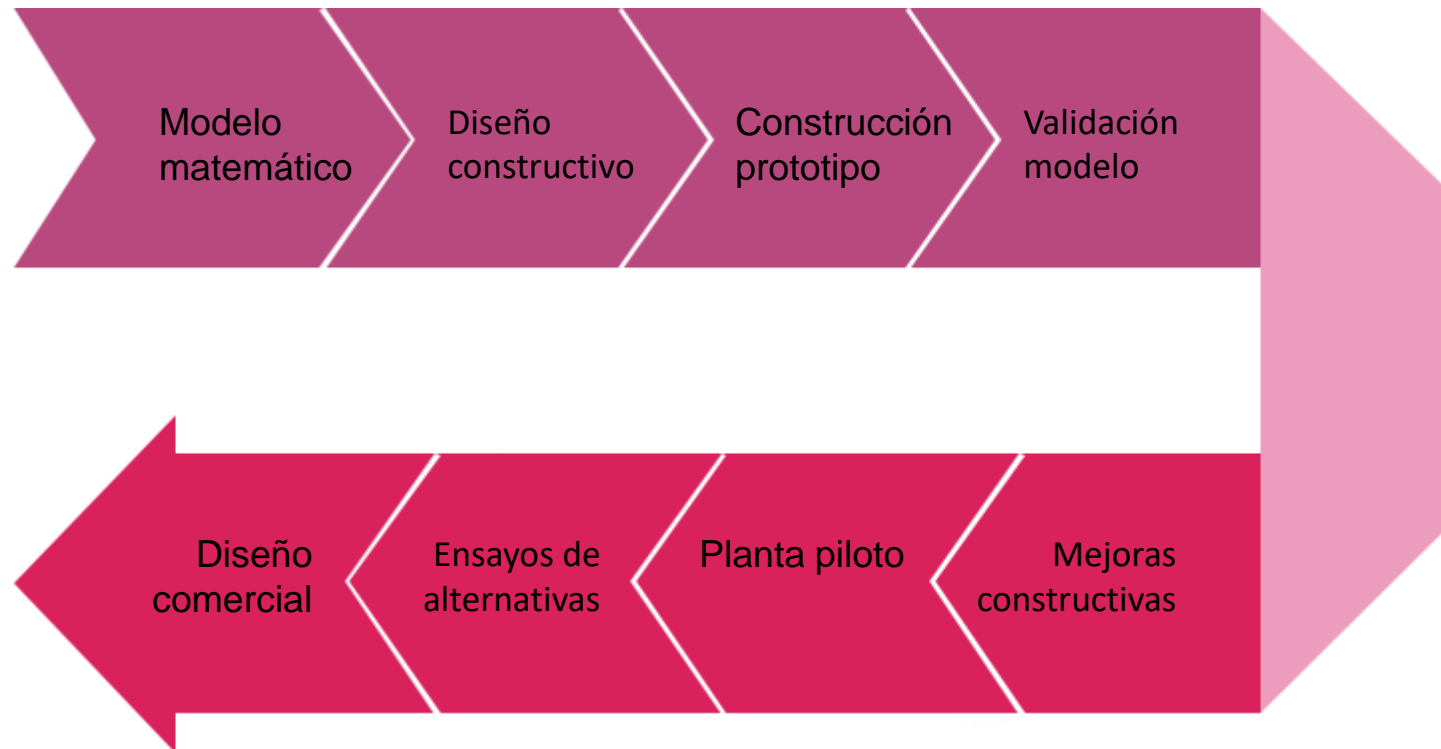 Modelo
matemático
Diseño
constructivo
Construcción
prototipo
Validación
modelo
Mejoras
constructivas
Planta piloto
Ensayos de
alternativas
Diseño
comercial